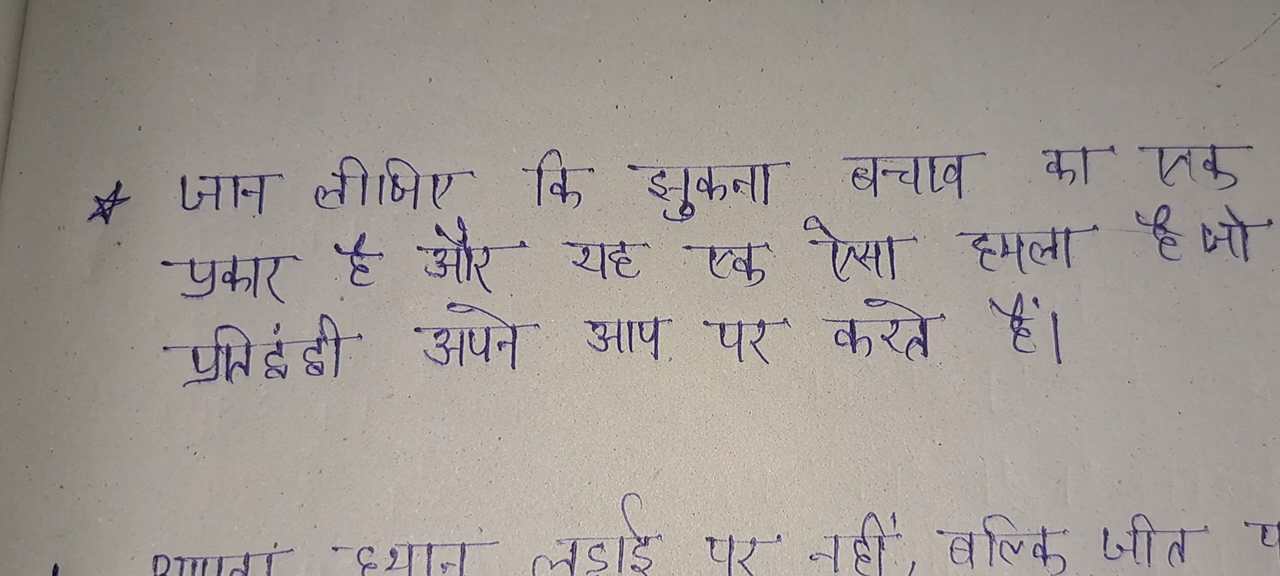 * जान लीजिए कि झुकना बचाव का एक
प्रकार है और यह एक ऐसा हमला है जो
प्रतिद्वंद्वी अपने आप पर करते हैं।
ध्यान लड़ाई पर नहीं, बल्कि जीत